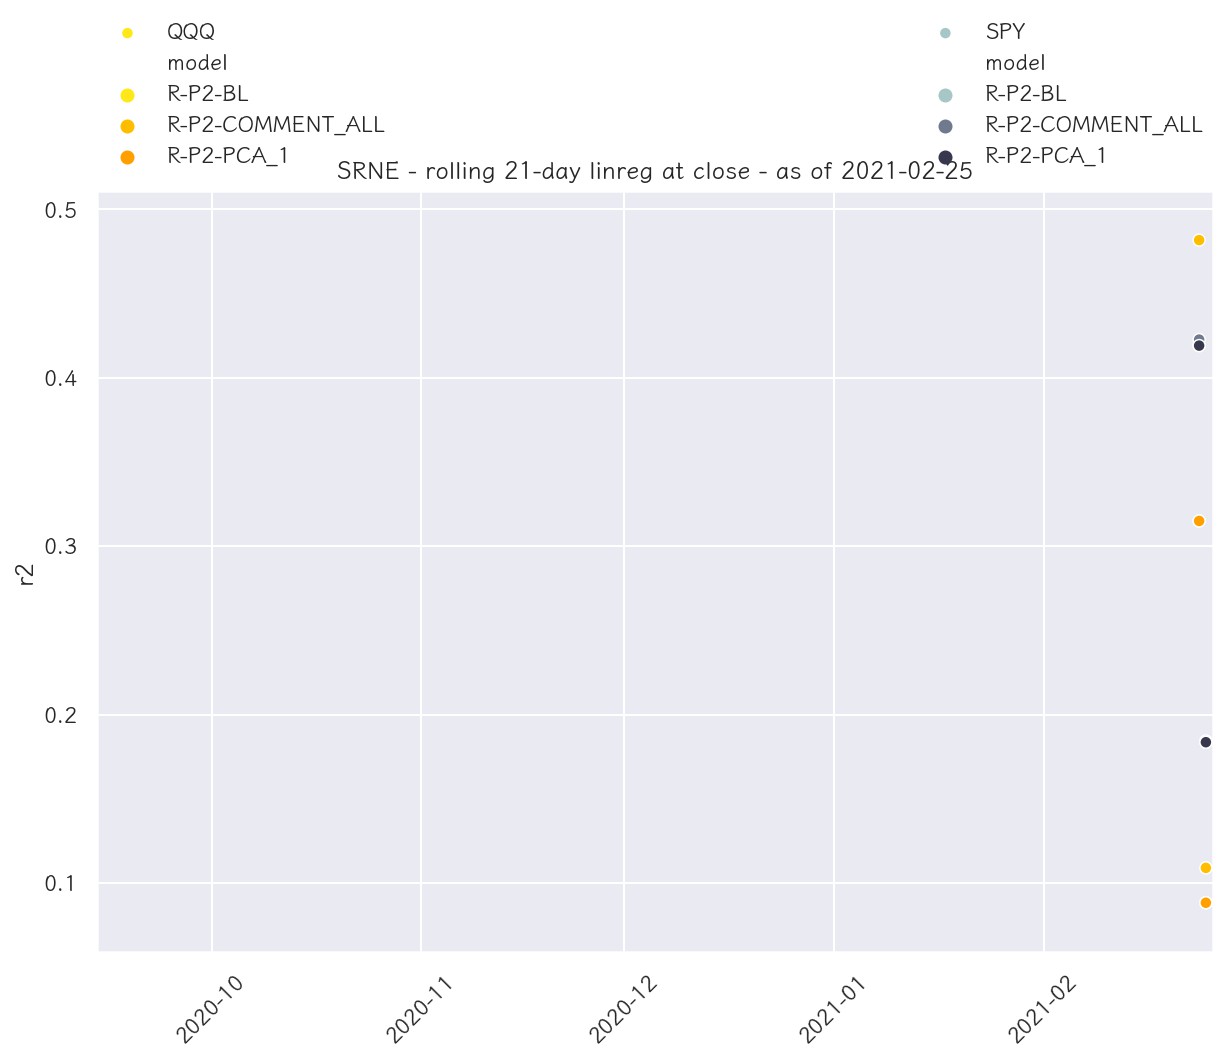 QQQ
model
R-P2-BL
R-P2-COMMENT_ALL
R-P2-PCA_1
SPY
model
R-P2-BL
R-P2-COMMENT_ALL
R-P2-PCA_1
SRNE - rolling 21-day linreg at close - as of 2021-02-25
0.5
0.4
0.3
0.2
0.1
r2
2020-10
2020-11
2020-12
2021-01
2021-02